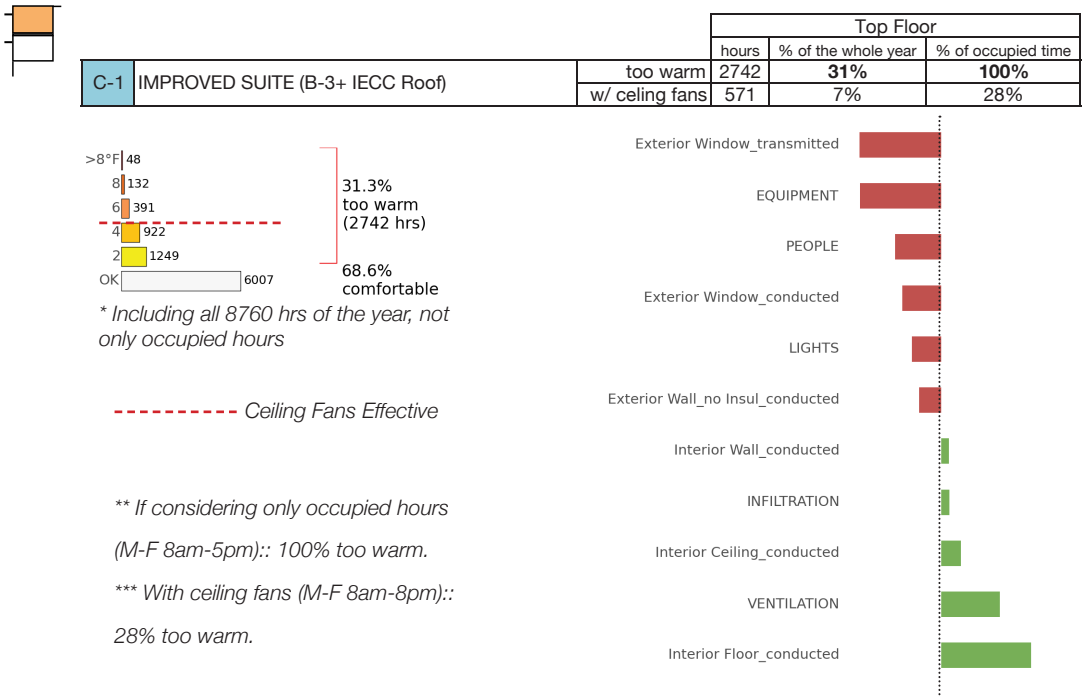 Top Floor
hours % of the whole year % of occupied time
C-1 IMPROVED SUITE (B-3+ IECC Roof) too warm 2742 31% 100%
w/ celing fans 571 7% 28%
>8°F 48
8 132
6 391
4 922
2 1249
OK 6007
31.3%
too warm
(2742 hrs)
68.6%
comfortable
* Including all 8760 hrs of the year, not
only occupied hours
Ceiling Fans Effective
** If considering only occupied hours
(M-F 8am-5pm):: 100% too warm.
*** With ceiling fans (M-F 8am-8pm)::
28% too warm.
Exterior Window_transmitted
EQUIPMENT
PEOPLE
Exterior Window_conducted
LIGHTS
Exterior Wall_no Insul_conducted
Interior Wall_conducted
INFILTRATION
Interior Ceiling_conducted
VENTILATION
Interior Floor_conducted